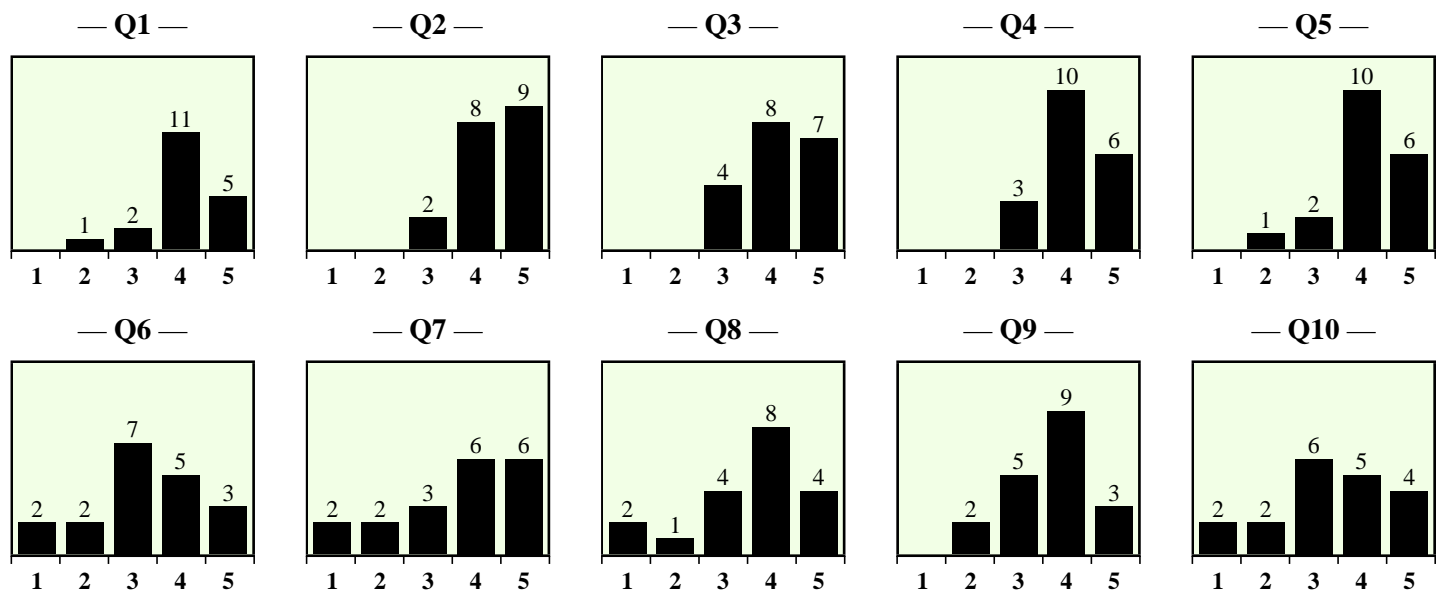 — Q1 — — Q2 — — Q3 — — Q4 — — Q5 —
1 2 11 5
2 8 9
4 8 7
3 10 6
1 2 10 6
1 2 3 4 5 1 2 3 4 5 1 2 3 4 5 1 2 3 4 5 1 2 3 4 5
— Q6 — — Q7 — — Q8 — — Q9 — — Q10 —
2 2 7 5 3
2 2 3 6 6
2 1 4 8 4
2 5 9 3
2 2 6 5 4
1 2 3 4 5 1 2 3 4 5 1 2 3 4 5 1 2 3 4 5 1 2 3 4 5